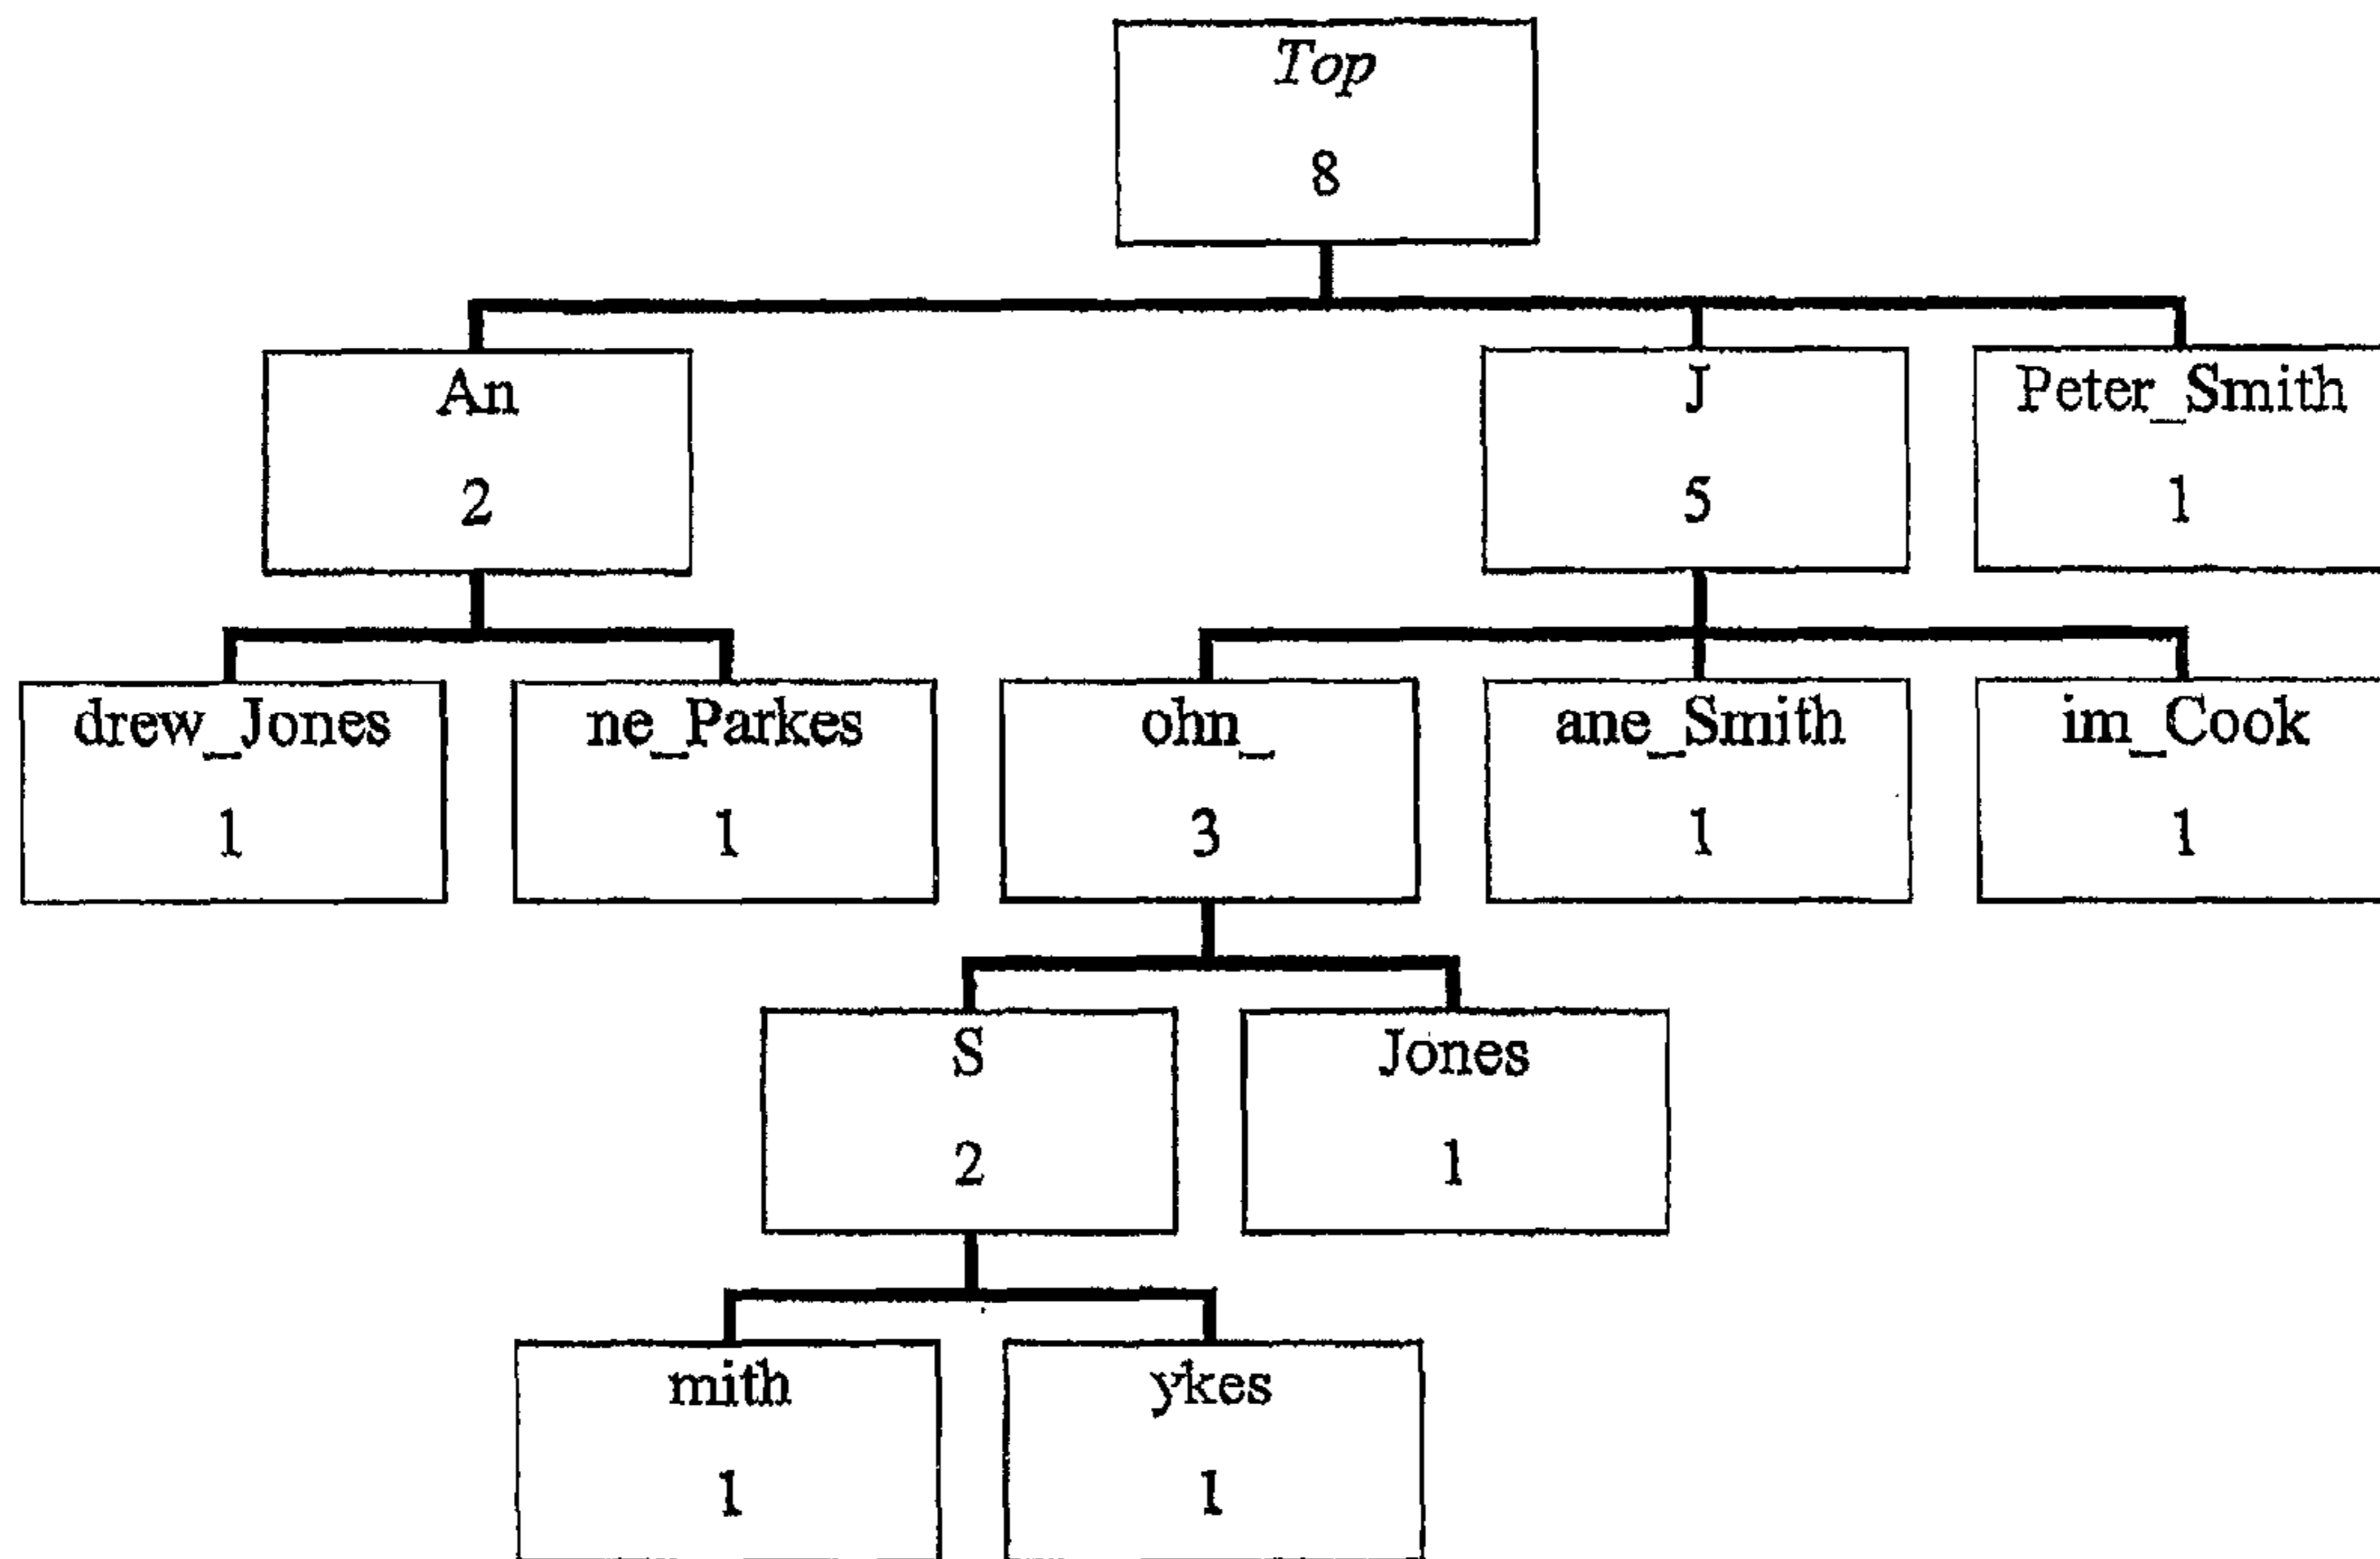 Top
8
An
2
J
5
Peter_Smith
1
drew_Jones
1
ne_Parkes
1
ohn_
3
ane_Smith
1
im_Cook
1
S
2
Jones
1
mith
1
ykes
1